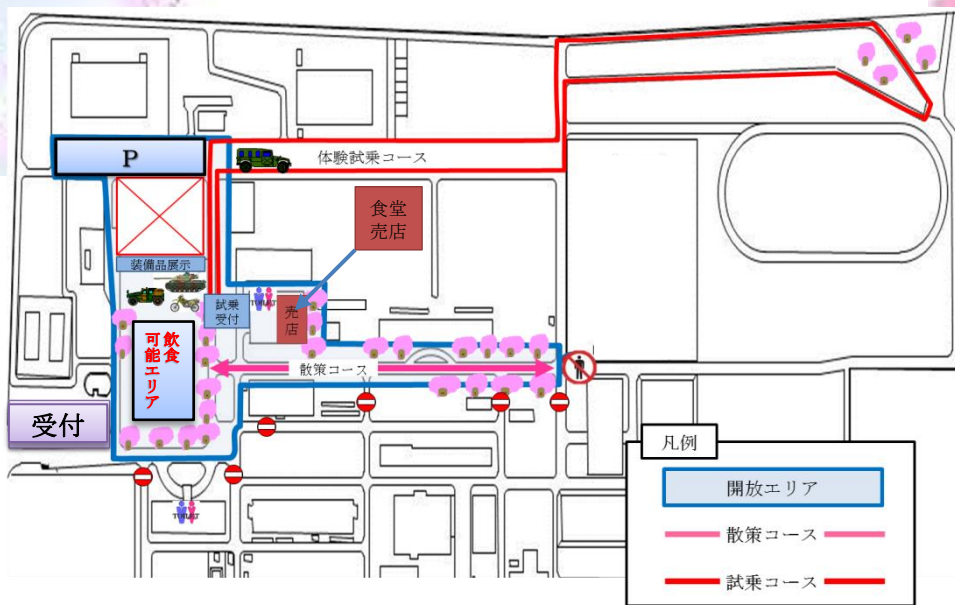 P
体験試乗コース
食堂
売店
装備品展示
試乗
受付
TOILET
売店
飲食
可能エリア
散策コース
受付
TOILET
凡例
開放エリア
散策コース
試乗コース